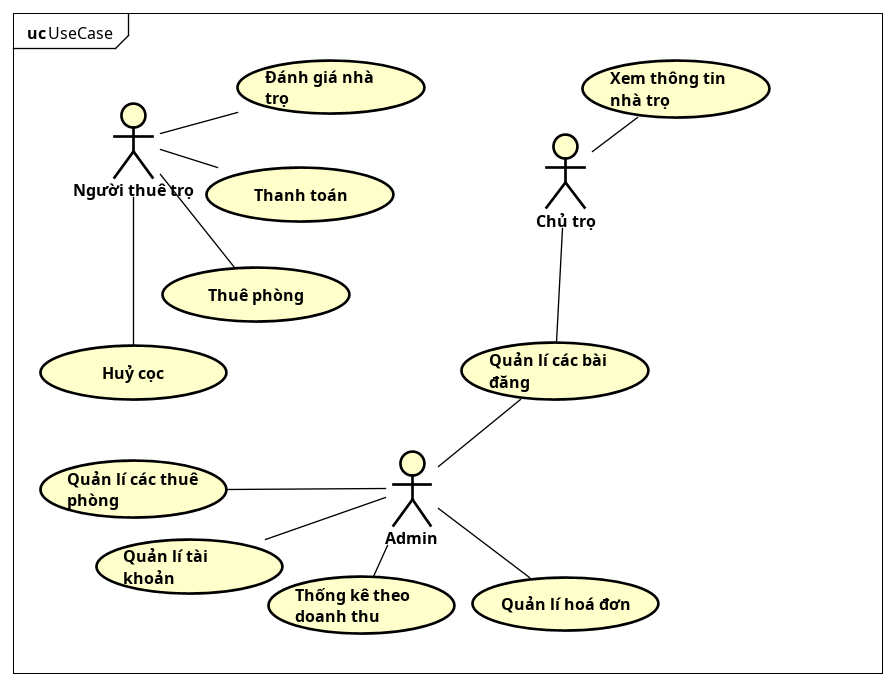 uc UseCase
Đánh giá nhà
trọ
Xem thông tin
nhà trọ
Người thuê trọ
Thanh toán
Chủ trọ
Thuê phòng
Huỷ cọc
Quản lí các bài
đăng
Quản lí các thuê
phòng
Admin
Quản lí tài
khoản
Thống kê theo
doanh thu
Quản lí hoá đơn